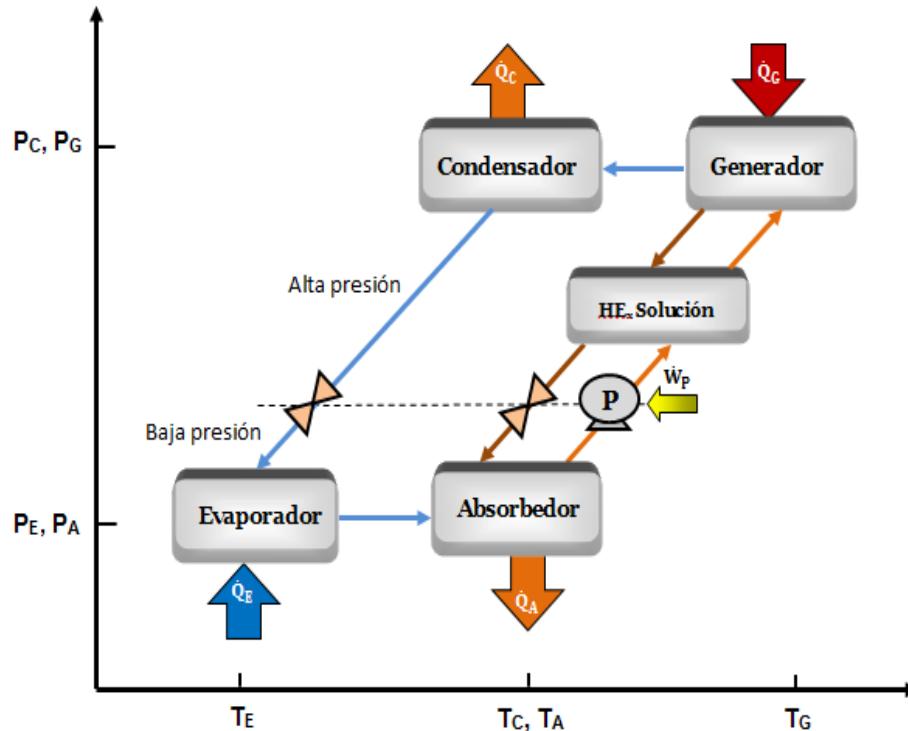 Q̇C
Q̇G
PC, PG
Condensador
Generador
Alta presión
HEx Solución
ẆP
P
Baja presión
PE, PA
Evaporador
Absorbedor
Q̇E
Q̇A
TE
TC, TA
TG